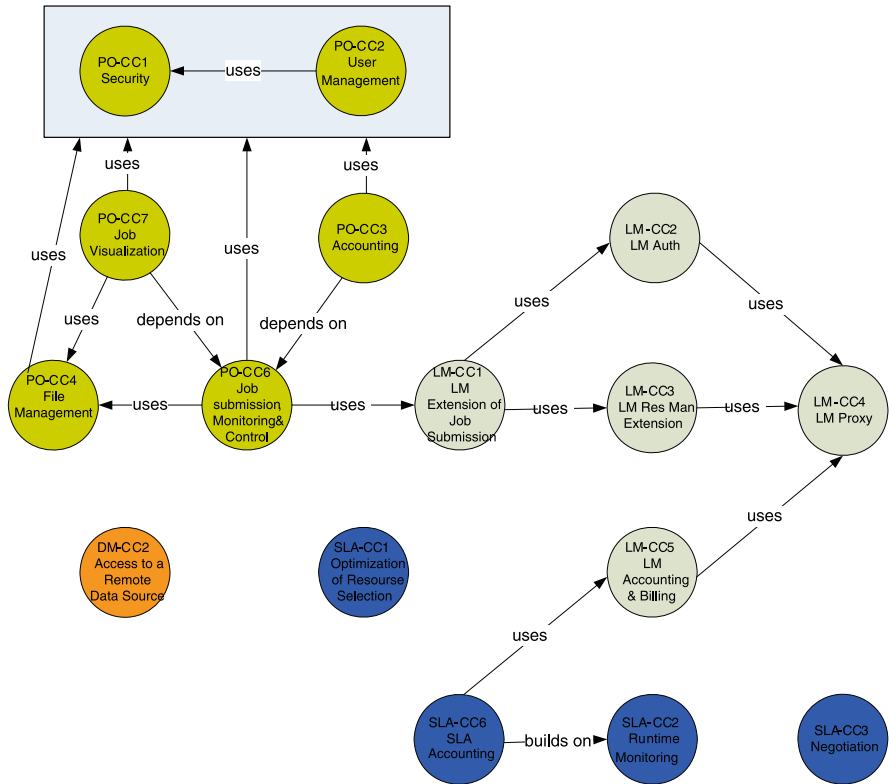 PO-CC1
Security
uses
PO-CC2
User
Management
uses
uses
uses
uses
PO-CC7
Job
Visualization
PO-CC3
Accounting
uses
depends on
depends on
PO-CC4
File
Management
uses
PO-CC6
Job
submission,
Monitoring&
Control
uses
LM-CC1
LM
Extension of
Job
Submission
uses
LM-CC2
LM Auth
uses
uses
LM-CC3
LM Res Man
Extension
uses
LM-CC4
LM Proxy
DM-CC2
Access to a
Remote
Data Source
SLA-CC1
Optimization
of Resourse
Selection
LM-CC5
LM
Accounting
& Billing
uses
uses
SLA-CC6
SLA
Accounting
builds on
SLA-CC2
Runtime
Monitoring
SLA-CC3
Negotiation